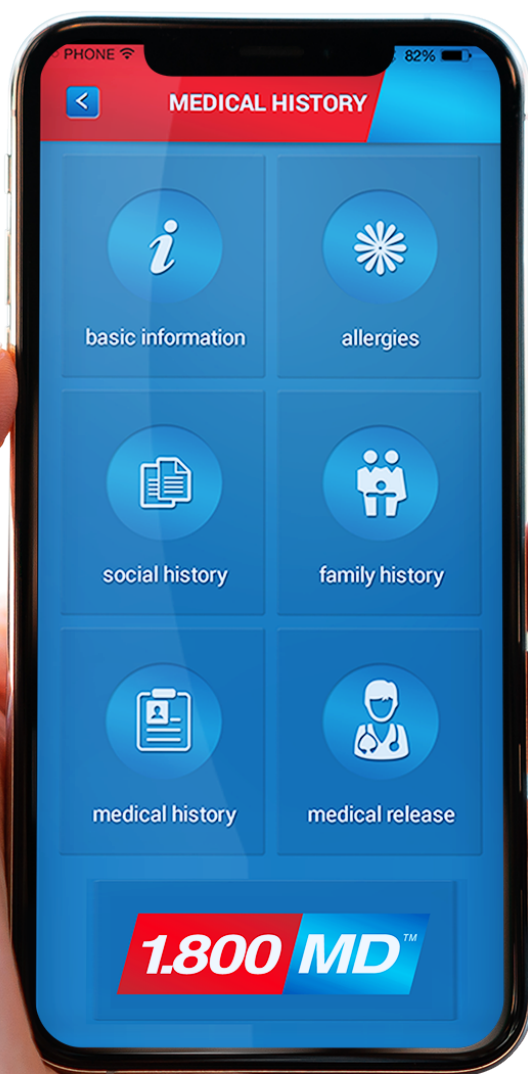 PHONE 82%
MEDICAL HISTORY
basic information allergies
social history family history
medical history medical release
1.800 MD™